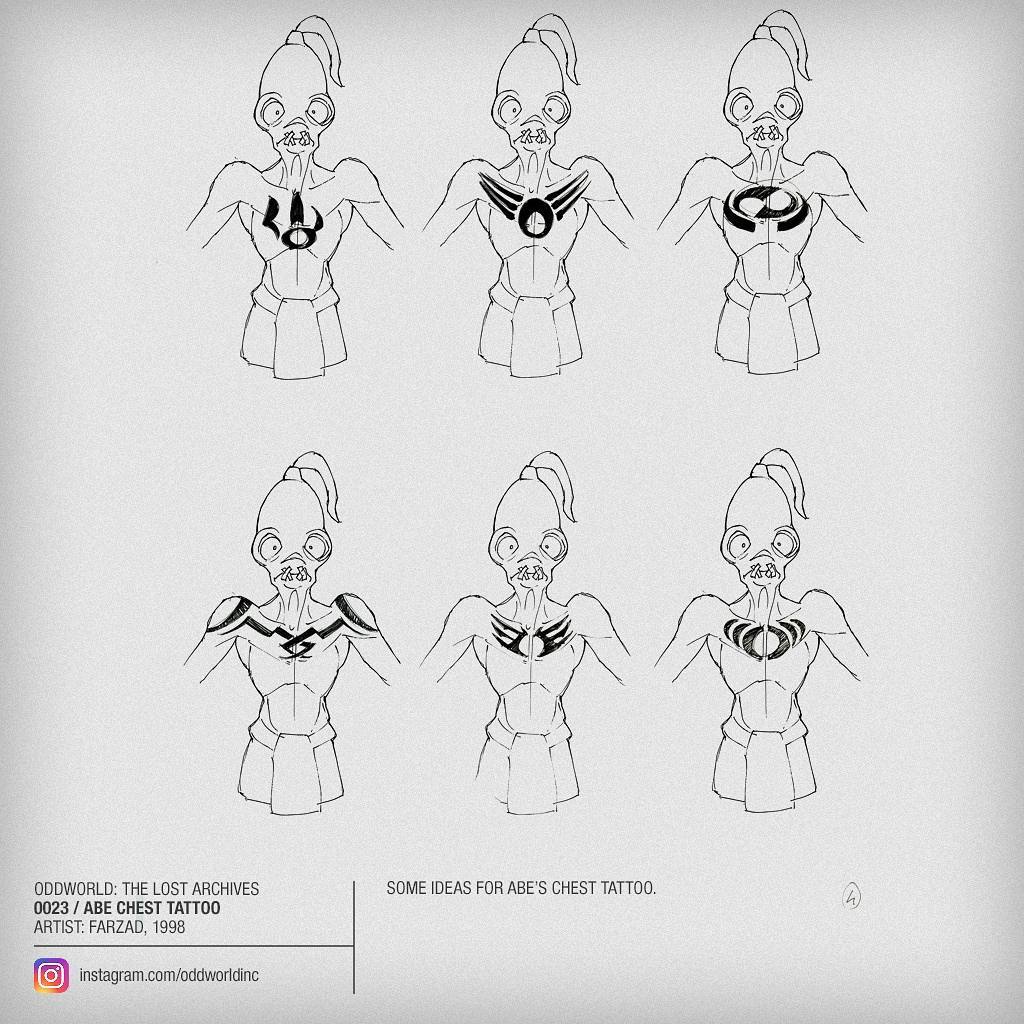 ODDWORLD: THE LOST ARCHIVES
0023 / ABE CHEST TATTOO
ARTIST: FARZAD, 1998
instagram.com/oddworldinc
SOME IDEAS FOR ABE'S CHEST TATTOO.